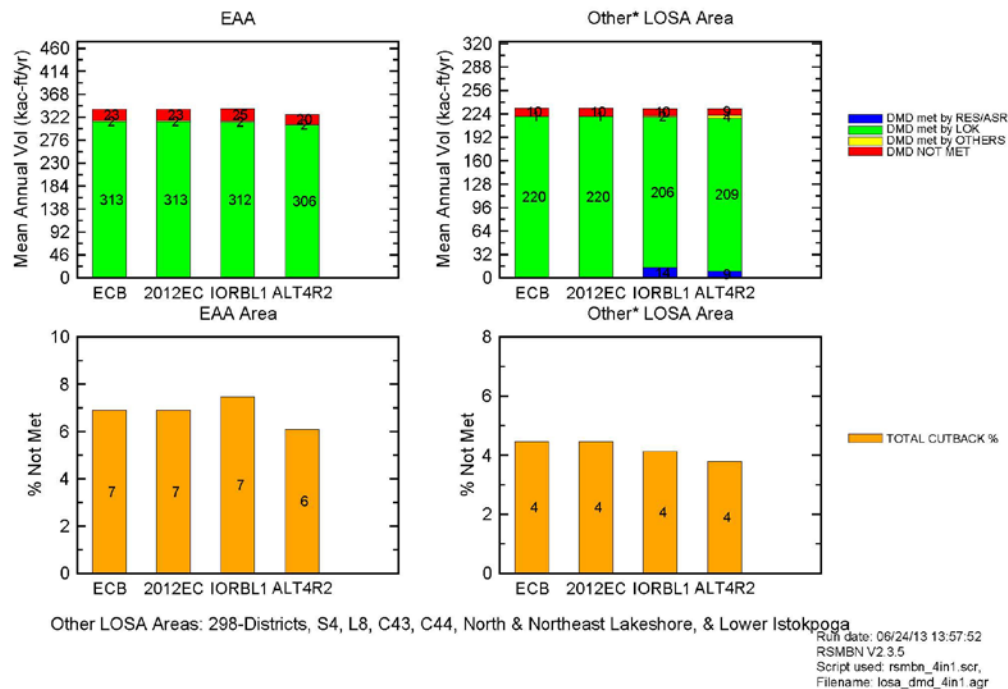 EAA
Mean Annual Vol (kac-ft/yr)
460
414
368
322
276
230
184
138
92
46
0
23
23
25
20
2
2
2
2
313
313
312
306
ECB
2012EC
IORBL1
ALT4R2
Other* LOSA Area
Mean Annual Vol (kac-ft/yr)
320
288
256
224
192
160
128
96
64
32
0
10
10
10
9
1
1
2
4
220
220
206
209
14
9
ECB
2012EC
IORBL1
ALT4R2
DMD met by RES/ASR
DMD met by LOK
DMD met by OTHERS
DMD NOT MET
EAA Area
% Not Met
10
8
6
4
2
0
7
7
7
6
ECB
2012EC
IORBL1
ALT4R2
Other* LOSA Area
% Not Met
8
6
4
2
0
4
4
4
4
ECB
2012EC
IORBL1
ALT4R2
TOTAL CUTBACK %
Other LOSA Areas: 298-Districts, S4, L8, C43, C44, North & Northeast Lakeshore, & Lower Istokpoga
Run date: 06/24/13 13:57:52
RSMBN V2.3.5
Script used: rsmbn_4in1.scr,
Filename: losa_dmd_4in1.agr